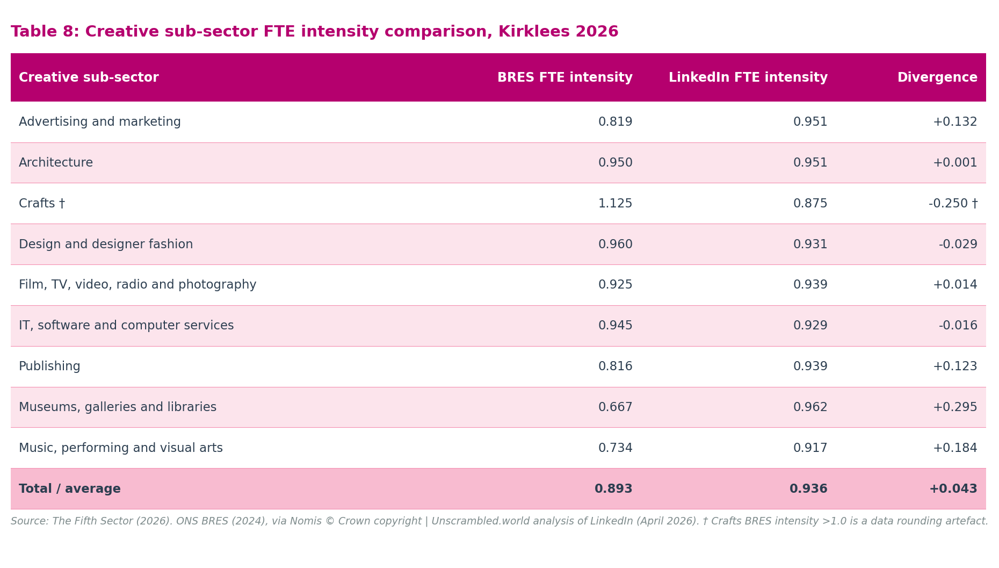 Table 8: Creative sub-sector FTE intensity comparison, Kirklees 2026
Creative sub-sector BRES FTE intensity LinkedIn FTE intensity Divergence
Advertising and marketing 0.819 0.951 +0.132
Architecture 0.950 0.951 +0.001
Crafts † 1.125 0.875 -0.250 †
Design and designer fashion 0.960 0.931 -0.029
Film, TV, video, radio and photography 0.925 0.939 +0.014
IT, software and computer services 0.945 0.929 -0.016
Publishing 0.816 0.939 +0.123
Museums, galleries and libraries 0.667 0.962 +0.295
Music, performing and visual arts 0.734 0.917 +0.184
Total / average 0.893 0.936 +0.043
Source: The Fifth Sector (2026). ONS BRES (2024), via Nomis © Crown copyright | Unscrambled.world analysis of LinkedIn (April 2026). † Crafts BRES intensity >1.0 is a data rounding artefact.